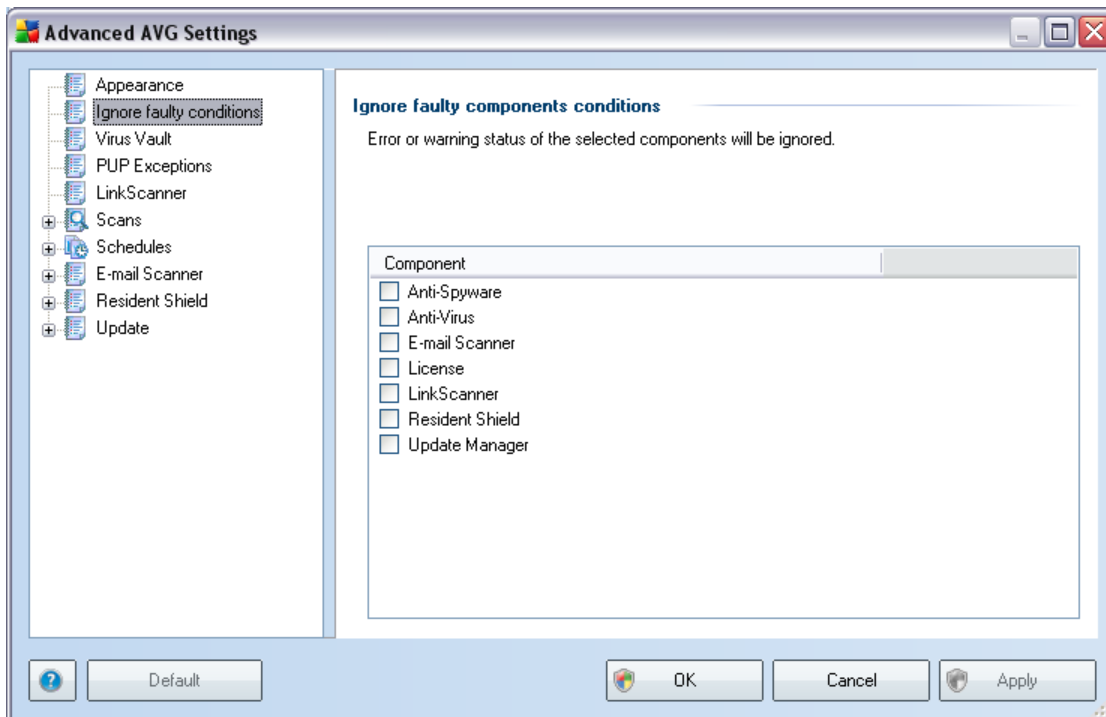 Advanced AVG Settings
Appearance
Ignore faulty conditions
Virus Vault
PUP Exceptions
LinkScanner
Scans
Schedules
E-mail Scanner
Resident Shield
Update
Ignore faulty components conditions
Error or warning status of the selected components will be ignored.
Component
Anti-Spyware
Anti-Virus
E-mail Scanner
License
LinkScanner
Resident Shield
Update Manager
? Default OK Cancel Apply